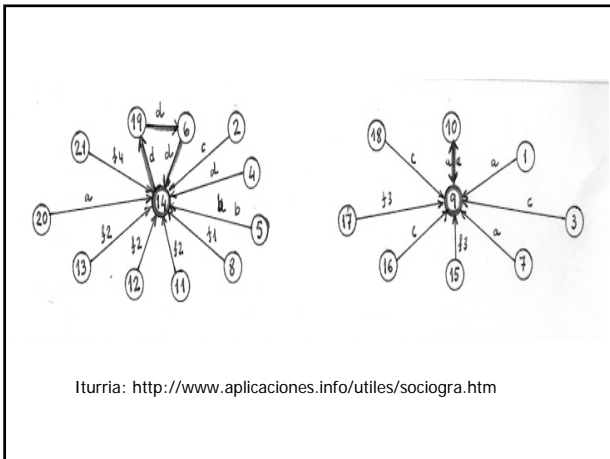 19 d 6 2
21 f4 d d c 4
d
14
20 a b 5
13 f2 f2 f2 f1 8
12 11
18 10 1
c a a a
17 f3 9 c 3
16 c f3 a 7
15
Iturria: http://www.aplicaciones.info/utiles/sociogra.htm